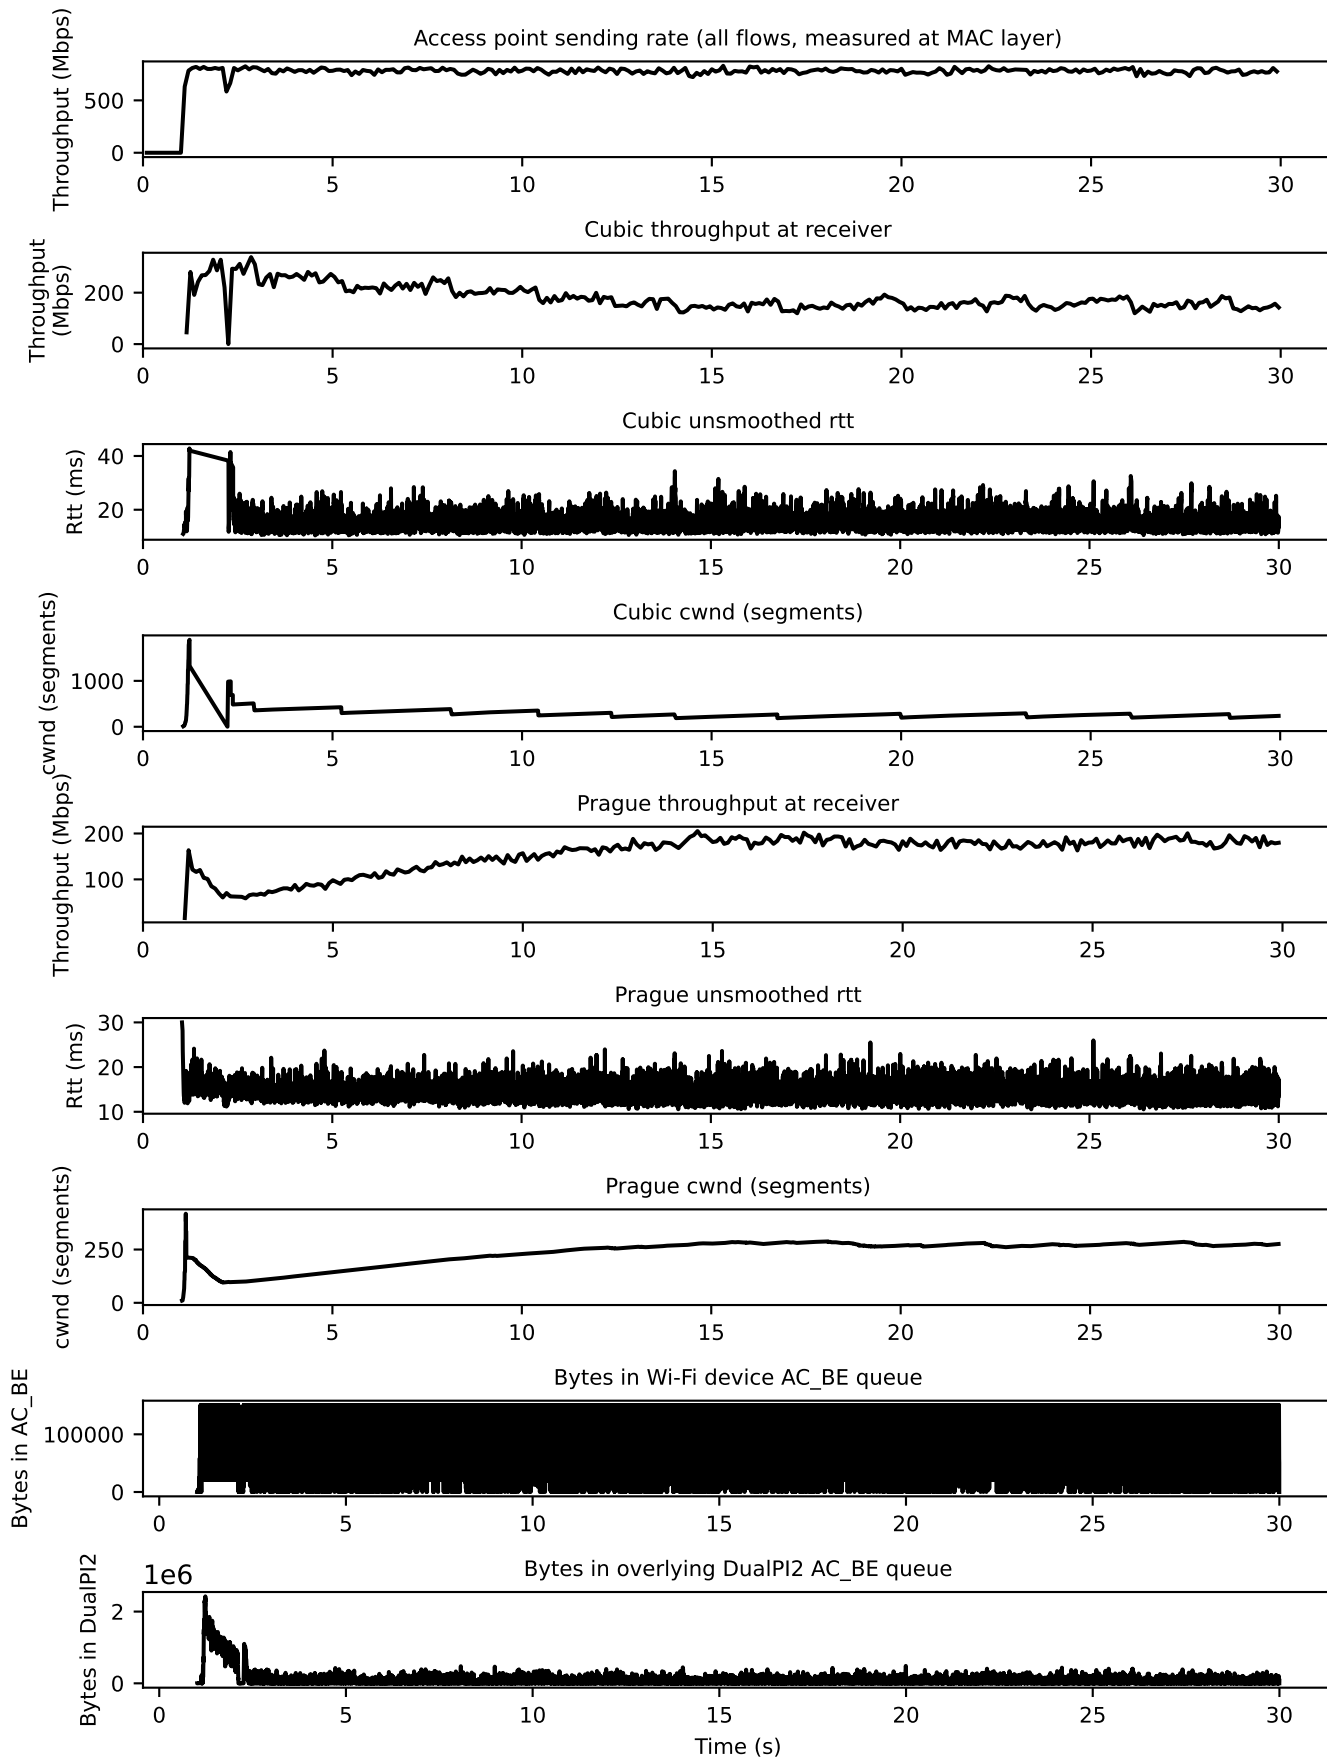 Access point sending rate (all flows, measured at MAC layer)
Throughput (Mbps)
500
0
0 5 10 15 20 25 30
Cubic throughput at receiver
Throughput
(Mbps)
200
0
0 5 10 15 20 25 30
Cubic unsmoothed rtt
Rtt (ms)
40
20
0 5 10 15 20 25 30
Cubic cwnd (segments)
cwnd (segments)
1000
0
0 5 10 15 20 25 30
Prague throughput at receiver
Throughput (Mbps)
200
100
0 5 10 15 20 25 30
Prague unsmoothed rtt
Rtt (ms)
30
20
10
0 5 10 15 20 25 30
Prague cwnd (segments)
cwnd (segments)
250
0
0 5 10 15 20 25 30
Bytes in Wi-Fi device AC_BE queue
Bytes in AC_BE
100000
0
0 5 10 15 20 25 30
Bytes in overlying DualPI2 AC_BE queue
1e6
Bytes in DualPI2
2
0
0 5 10 15 20 25 30
Time (s)